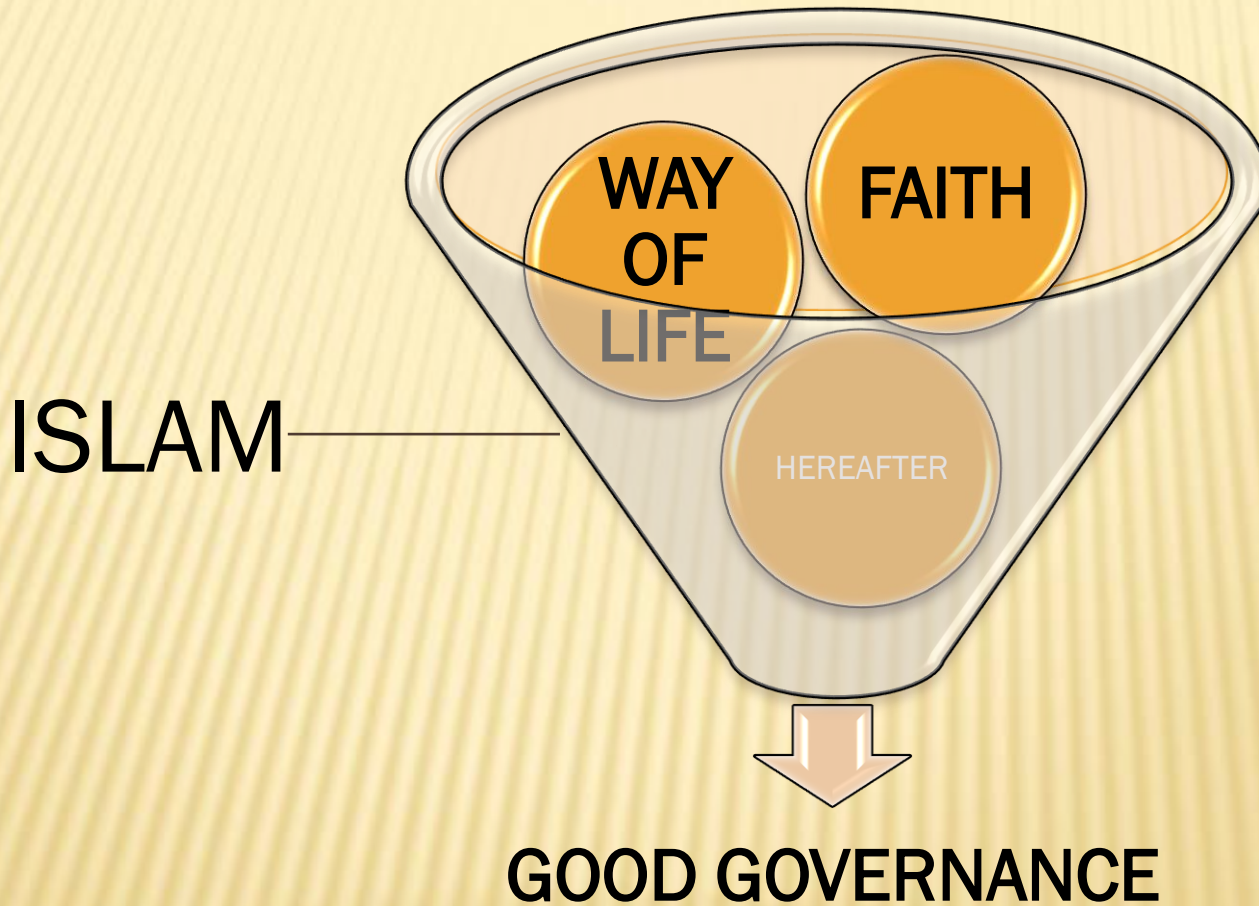 WAY
OF
LIFE
FAITH
ISLAM
HEREAFTER
GOOD GOVERNANCE